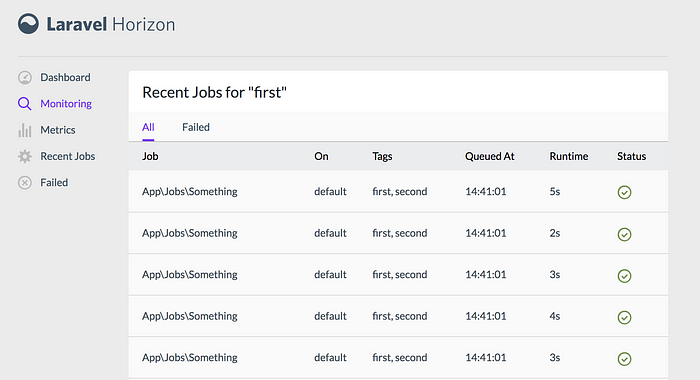 Laravel Horizon
Dashboard
Monitoring
Metrics
Recent Jobs
Failed
Recent Jobs for "first"
All Failed
Job On Tags Queued At Runtime Status
App\Jobs\Something default first, second 14:41:01 5s
App\Jobs\Something default first, second 14:41:01 2s
App\Jobs\Something default first, second 14:41:01 3s
App\Jobs\Something default first, second 14:41:01 4s
App\Jobs\Something default first, second 14:41:01 3s